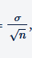 = σ/√n,